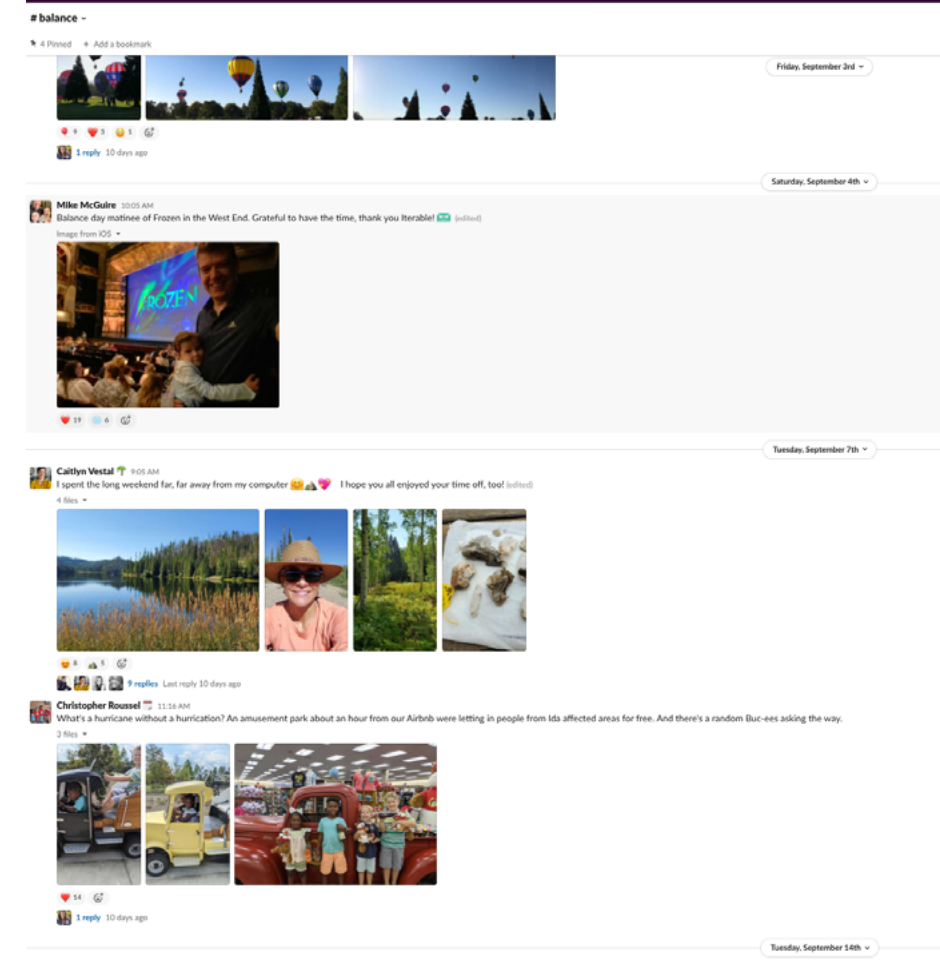 # balance
4 Pinned + Add a bookmark
Friday, September 3rd
9 5 1
1 reply 10 days ago
Saturday, September 4th
Mike McGuire 10:05 AM
Balance day matinee of Frozen in the West End. Grateful to have the time, thank you Iterable! (edited)
Image from iOS
FROZEN
19 6
Tuesday, September 7th
Caitlyn Vestal 9:05 AM
I spent the long weekend far, far away from my computer I hope you all enjoyed your time off, too! (edited)
4 files
8 5
9 replies Last reply 10 days ago
Christopher Roussel 11:16 AM
What's a hurricane without a hurrication? An amusement park about an hour from our Airbnb were letting in people from Ida affected areas for free. And there's a random Buc-ees asking the way.
3 files
14
1 reply 10 days ago
Tuesday, September 14th